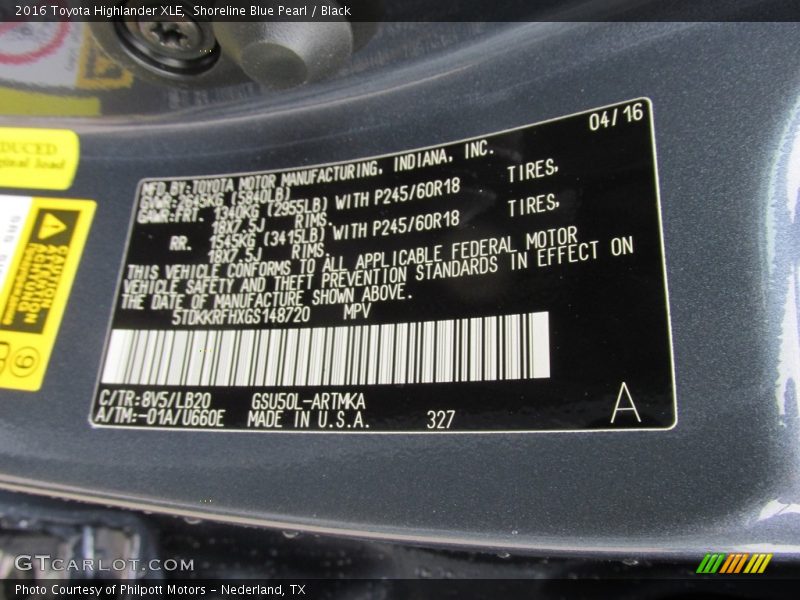 2016 Toyota Highlander XLE, Shoreline Blue Pearl / Black
DUCED
ginal load
04/16
MFD BY:TOYOTA MOTOR MANUFACTURING, INDIANA, INC.
GVWR:2645KG (5840LB)
GAWR:FRT. 1340KG (2955LB) WITH P245/60R18 TIRES,
18X7.5J RIMS.
RR. 1545KG (3415LB) WITH P245/60R18 TIRES,
18X7.5J RIMS.
THIS VEHICLE CONFORMS TO ALL APPLICABLE FEDERAL MOTOR
VEHICLE SAFETY AND THEFT PREVENTION STANDARDS IN EFFECT ON
THE DATE OF MANUFACTURE SHOWN ABOVE.
5TDKKRFHXGS148720 MPV
C/TR:8V5/LB20 GSU50L-ARTMKA
A/TM:-01A/U660E MADE IN U.S.A. 327
A
GTCARLOT.COM
Photo Courtesy of Philpott Motors - Nederland, TX